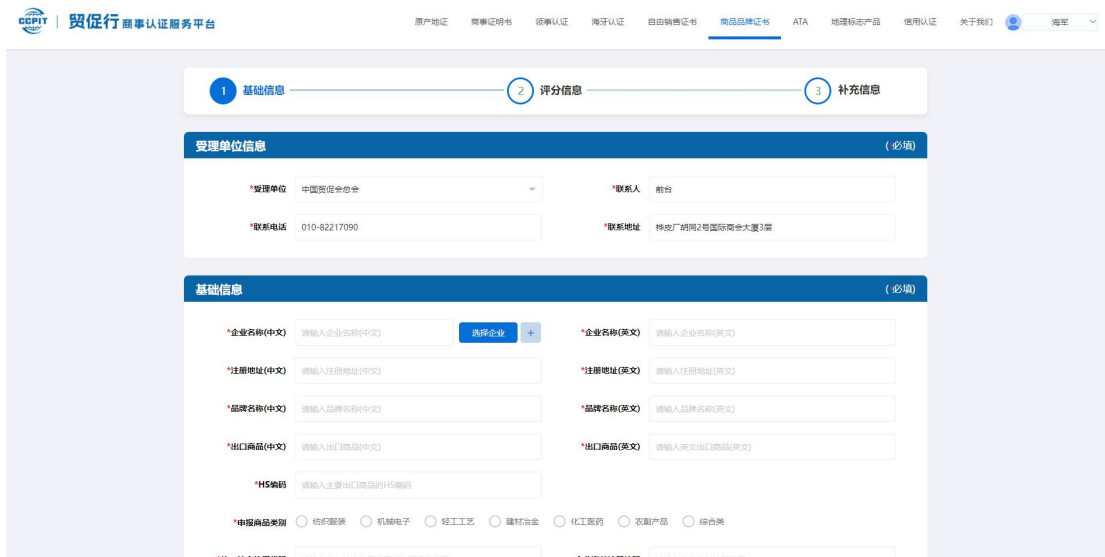 CCPIT 贸促行 商事认证服务平台 原产地证 商事证明书 领事认证 海牙认证 自由销售证书 商品品牌证书 ATA 地理标志产品 信用认证 关于我们 海军
1 基础信息 2 评分信息 3 补充信息
受理单位信息 (*必填)
*受理单位 中国贸促会总会 *联系人 前台
*联系电话 010-82217090 *联系地址 桦皮厂胡同2号国际商会大厦3层
基础信息 (*必填)
*企业名称(中文) 请输入企业名称(中文) 选择企业 + *企业名称(英文) 请输入企业名称(英文)
*注册地址(中文) 请输入注册地址(中文) *注册地址(英文) 请输入注册地址(英文)
*品牌名称(中文) 请输入品牌名称(中文) *品牌名称(英文) 请输入品牌名称(英文)
*出口商品(中文) 请输入出口商品(中文) *出口商品(英文) 请输入英文出口商品(英文)
*HS编码 请输入主要出口商品的HS编码
*申报商品类别 纺织服装 机械电子 轻工工艺 建材冶金 化工医药 农副产品 综合类